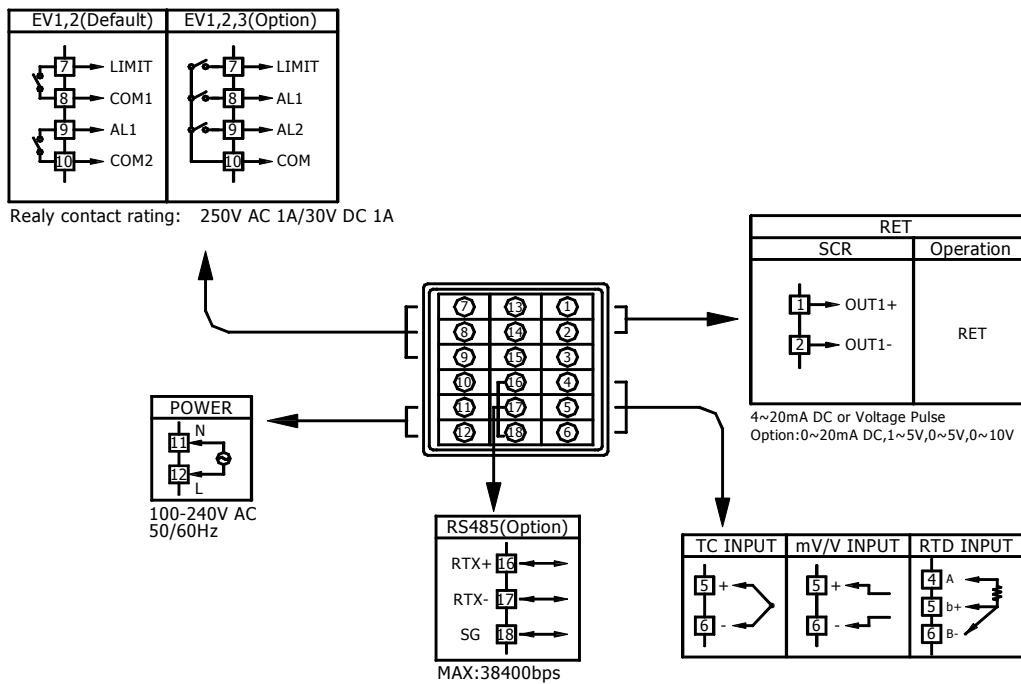 EV1,2(Default) EV1,2,3(Option)
7 LIMIT 7 LIMIT
8 COM1 8 AL1
9 AL1 9 AL2
10 COM2 10 COM
Realy contact rating: 250V AC 1A/30V DC 1A
RET
SCR Operation
1 OUT1+
2 OUT1-
RET
4~20mA DC or Voltage Pulse
Option:0~20mA DC,1~5V,0~5V,0~10V
7 13 1
8 14 2
9 15 3
10 16 4
11 17 5
12 18 6
POWER
11 N
12 L
100-240V AC
50/60Hz
RS485(Option)
RTX+ 16
RTX- 17
SG 18
MAX:38400bps
TC INPUT mV/V INPUT RTD INPUT
5 + 5 + 4 A
6 - 6 - 5 b+
6 B-